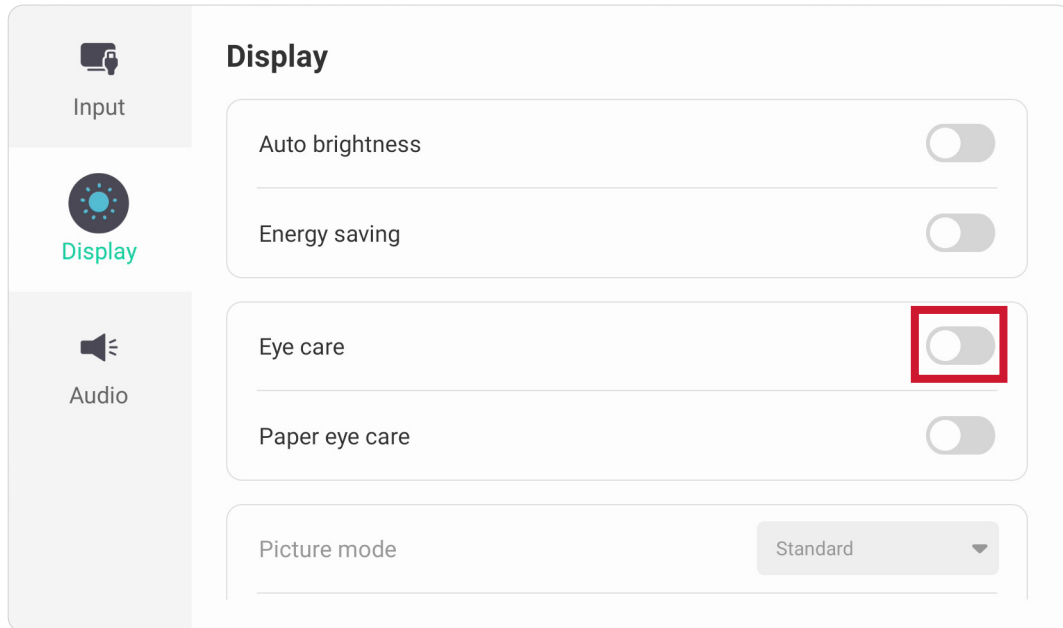 Input
Display
Audio
Display
Auto brightness
Energy saving
Eye care
Paper eye care
Picture mode
Standard